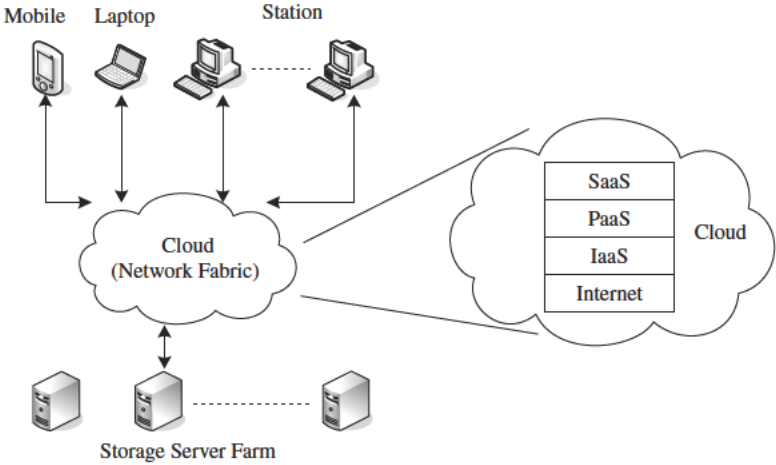 Mobile
Laptop
Station
Cloud
(Network Fabric)
SaaS
PaaS
IaaS
Internet
Cloud
Storage Server Farm